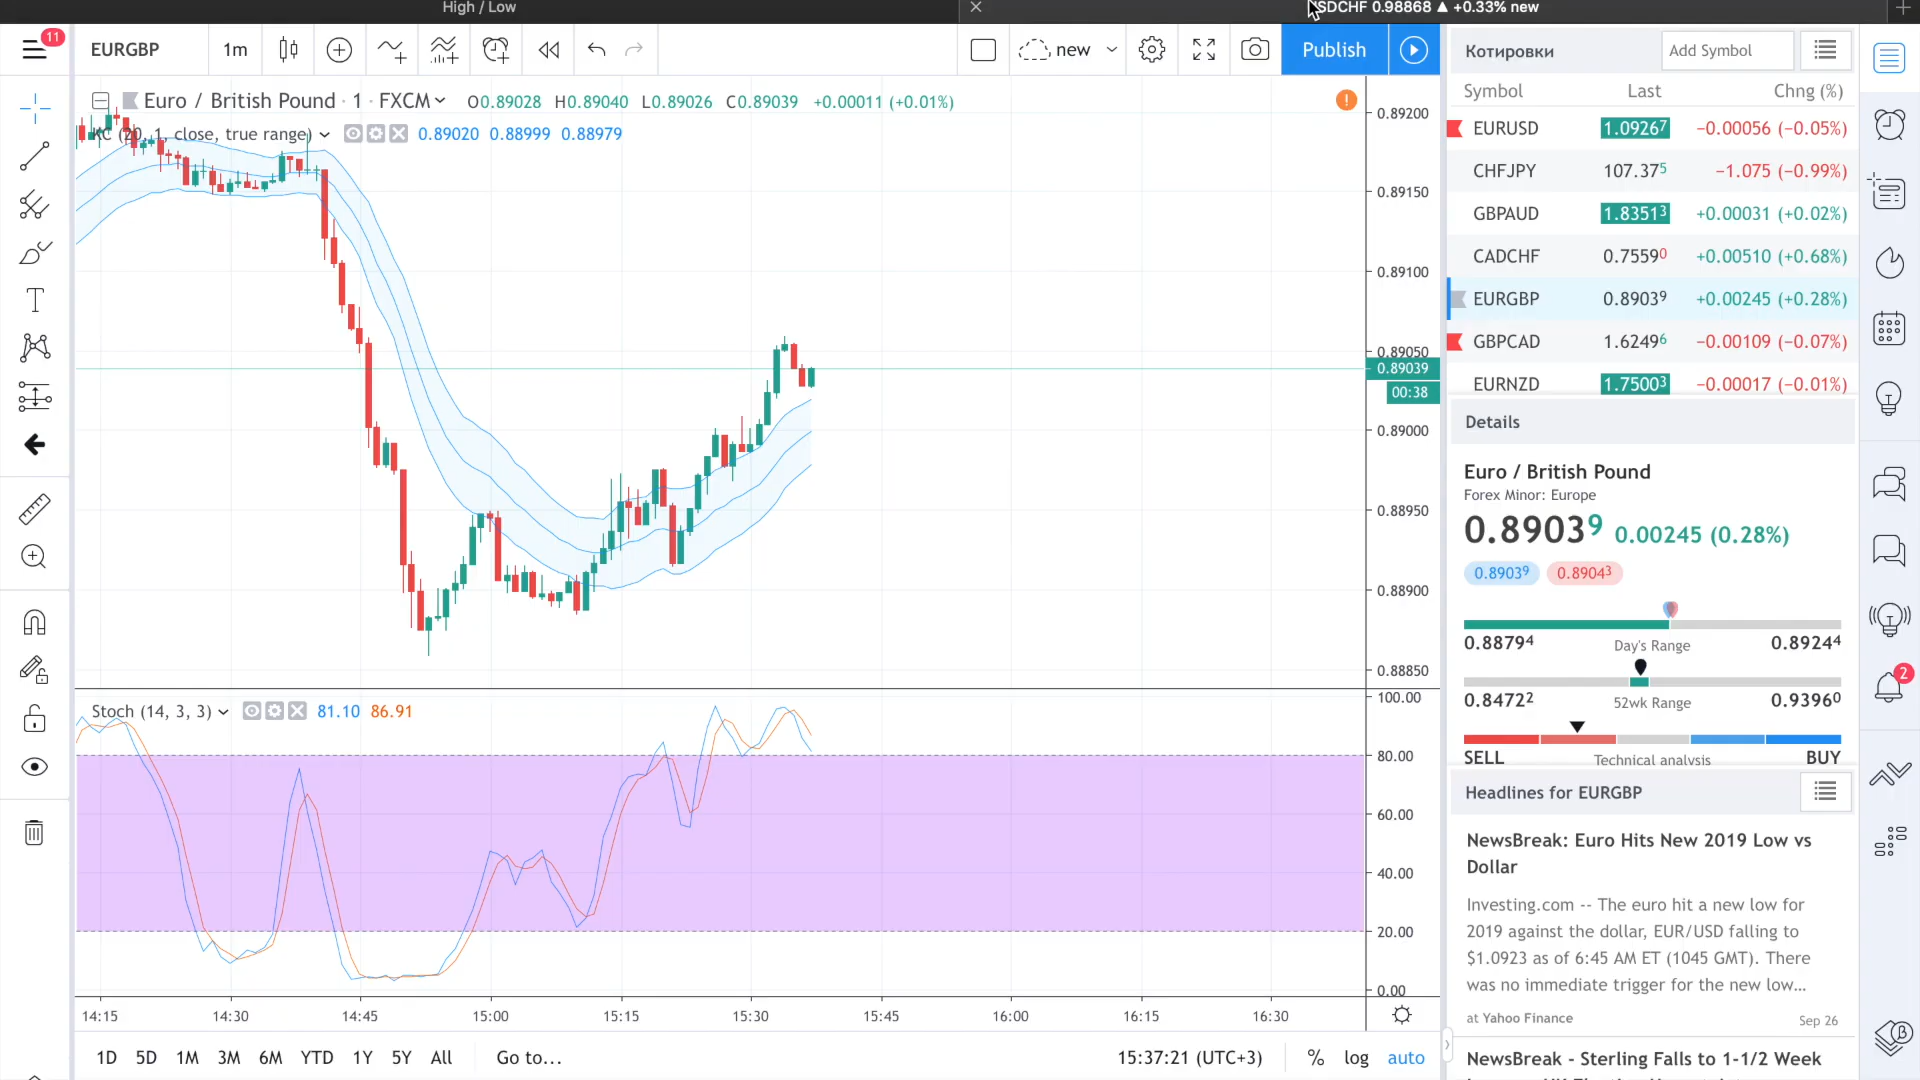 High / Low
SDCHF 0.98868 ▲ +0.33% new
11
EURGBP
1m
new
Publish
Euro / British Pound · 1 · FXCM
O0.89028 H0.89040 L0.89026 C0.89039 +0.00011 (+0.01%)
KC (20, 1, close, true range)
0.89020 0.88999 0.88979
0.89200
0.89150
0.89100
0.89050
0.89039
00:38
0.89000
0.88950
0.88900
0.88850
Stoch (14, 3, 3)
81.10 86.91
100.00
80.00
60.00
40.00
20.00
0.00
14:15 14:30 14:45 15:00 15:15 15:30 15:45 16:00 16:15 16:30
1D 5D 1M 3M 6M YTD 1Y 5Y All Go to...
15:37:21 (UTC+3) % log auto
Котировки
Add Symbol
Symbol Last Chng (%)
EURUSD 1.09267 −0.00056 (−0.05%)
CHFJPY 107.375 −1.075 (−0.99%)
GBPAUD 1.83513 +0.00031 (+0.02%)
CADCHF 0.75590 +0.00510 (+0.68%)
EURGBP 0.89039 +0.00245 (+0.28%)
GBPCAD 1.62496 −0.00109 (−0.07%)
EURNZD 1.75003 −0.00017 (−0.01%)
Details
Euro / British Pound
Forex Minor: Europe
0.89039 0.00245 (0.28%)
0.89039 0.89043
0.88794 Day's Range 0.89244
0.84722 52wk Range 0.93960
SELL Technical analysis BUY
Headlines for EURGBP
NewsBreak: Euro Hits New 2019 Low vs
Dollar
Investing.com -- The euro hit a new low for
2019 against the dollar, EUR/USD falling to
$1.0923 as of 6:45 AM ET (1045 GMT). There
was no immediate trigger for the new low...
at Yahoo Finance
Sep 26
NewsBreak - Sterling Falls to 1-1/2 Week
2
β